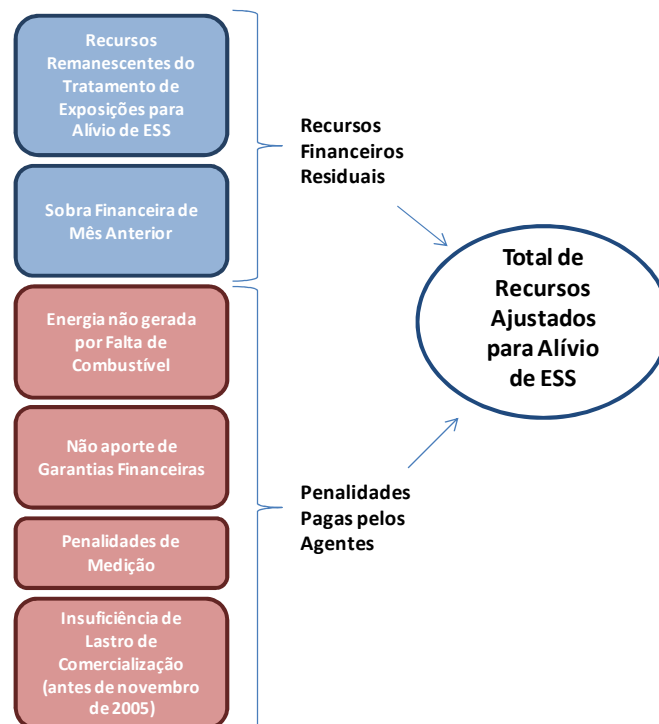 Recursos
Remanescentes do
Tratamento de
Exposições para
Alívio de ESS
Sobra Financeira de
Mês Anterior
Recursos
Financeiros
Residuais
Energia não gerada
por Falta de
Combustível
Não aporte de
Garantias Financeiras
Penalidades de
Medição
Insuficiência de
Lastro de
Comercialização
(antes de novembro
de 2005)
Penalidades
Pagas pelos
Agentes
Total de
Recursos
Ajustados
para Alívio
de ESS